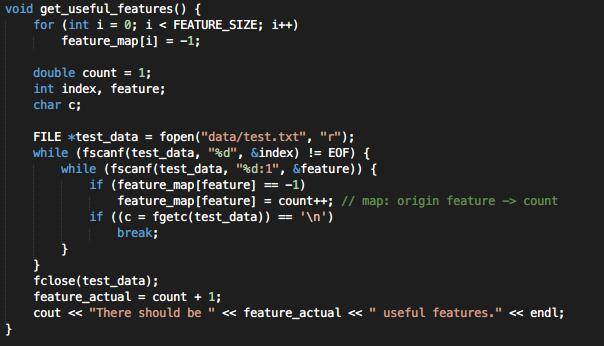 void get_useful_features() {
    for (int i = 0; i < FEATURE_SIZE; i++)
        feature_map[i] = -1;

    double count = 1;
    int index, feature;
    char c;

    FILE *test_data = fopen("data/test.txt", "r");
    while (fscanf(test_data, "%d", &index) != EOF) {
        while (fscanf(test_data, "%d:1", &feature)) {
            if (feature_map[feature] == -1)
                feature_map[feature] = count++; // map: origin feature -> count
            if ((c = fgetc(test_data)) == '\n')
                break;
        }
    }
    fclose(test_data);
    feature_actual = count + 1;
    cout << "There should be " << feature_actual << " useful features." << endl;
}